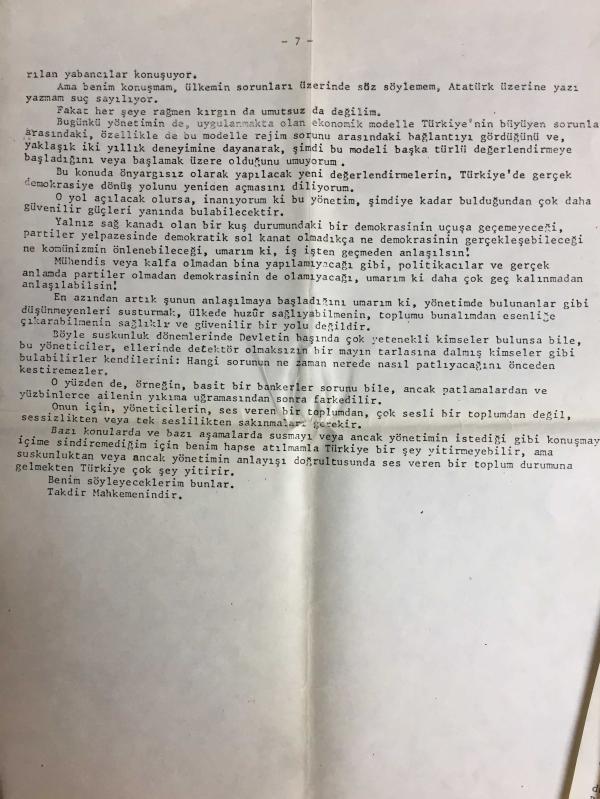 - 7 -
rılan yabancılar konuşuyor.
Ama benim konuşmam, ülkemin sorunları üzerinde söz söylemem, Atatürk üzerine yazı
yazmam suç sayılıyor.
Fakat her şeye rağmen kırgın da umutsuz da değilim.
Bugünkü yönetimin de, uygulanmakta olan ekonomik modelle Türkiye'nin büyüyen sorunla
arasındaki, özellikle de bu modelle rejim sorunu arasındaki bağlantıyı gördüğünü ve,
yaklaşık iki yıllık deneyimine dayanarak, şimdi bu modeli başka türlü değerlendirmeye
başladığını veya başlamak üzere olduğunu umuyorum.
Bu konuda önyargısız olarak yapılacak yeni değerlendirmelerin, Türkiye'de gerçek
demokrasiye dönüş yolunu yeniden açmasını diliyorum.
O yol açılacak olursa, inanıyorum ki bu yönetim, şimdiye kadar bulduğundan çok daha
güvenilir güçleri yanında bulabilecektir.
Yalnız sağ kanadı olan bir kuş durumundaki bir demokrasinin uçuşa geçemeyeceği,
partiler yelpazesinde demokratik sol kanat olmadıkça ne demokrasinin gerçekleşebileceği
ne komünizmin önlenebileceği, umarım ki, iş işten geçmeden anlaşılsın!
Mühendis veya kalfa olmadan bina yapılamıyacağı gibi, politikacılar ve gerçek
anlamda partiler olmadan demokrasinin de olamıyacağı, umarım ki daha çok geç kalınmadan
anlaşılabilsin!
En azından artık şunun anlaşılmaya başladığını umarım ki, yönetimde bulunanlar gibi
düşünmeyenleri susturmak, ülkede huzûr sağlıyabilmenin, toplumu bunalımdan esenliğe
çıkarabilmenin sağlıklı ve güvenilir bir yolu değildir.
Böyle suskunluk dönemlerinde Devletin başında çok yetenekli kimseler bulunsa bile,
bu yöneticiler, ellerinde detektör olmaksızın bir mayın tarlasına dalmış kimseler gibi
bulabilirler kendilerini: Hangi sorunun ne zaman nerede nasıl patlıyacağını önceden
kestiremezler.
O yüzden de, örneğin, basit bir bankerler sorunu bile, ancak patlamalardan ve
yüzbinlerce ailenin yıkıma uğramasından sonra farkedilir.
Onun için, yöneticilerin, ses veren bir toplumdan, çok sesli bir toplumdan değil,
sessizlikten veya tek seslilikten sakınmaları gerekir.
Bazı konularda ve bazı aşamalarda susmayı veya ancak yönetimin istediği gibi konuşmay
içime sindiremediğim için benim hapse atılmamla Türkiye bir şey yitirmeyebilir, ama
suskunluktan veya ancak yönetimin anlayışı doğrultusunda ses veren bir toplum durumuna
gelmekten Türkiye çok şey yitirir.
Benim söyleyeceklerim bunlar.
Takdir Mahkemenindir.